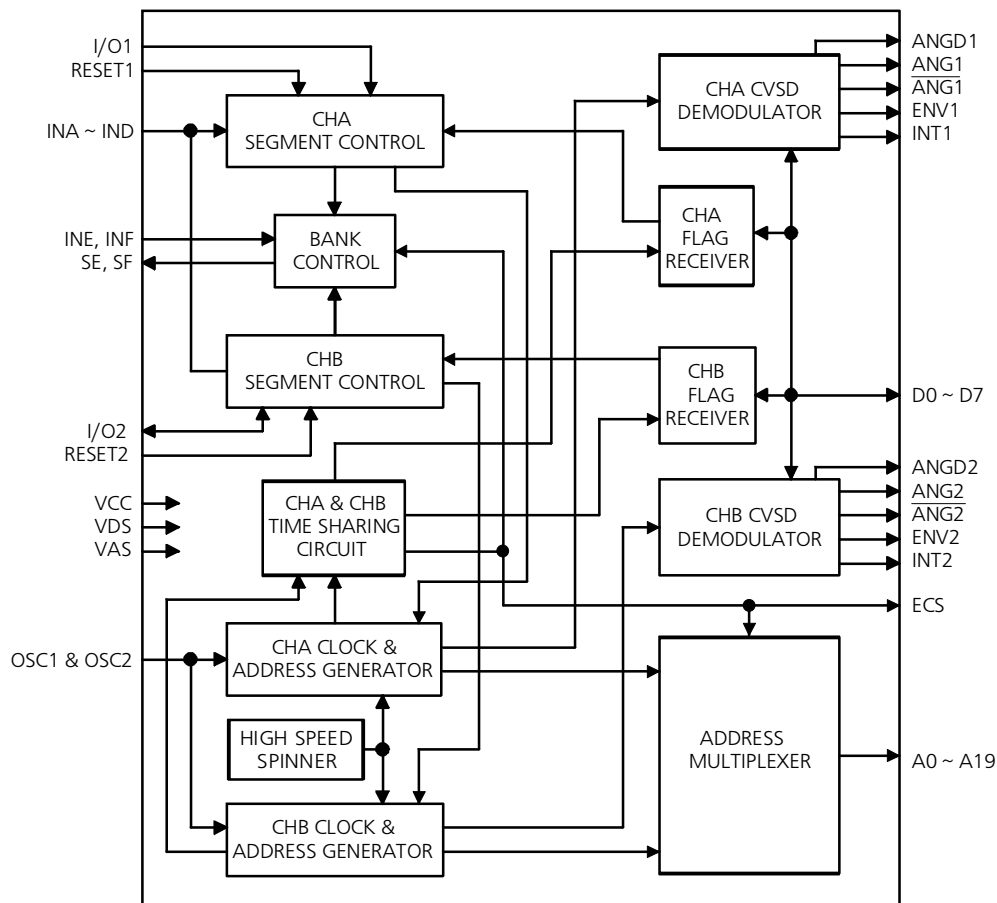 I/O1
RESET1
INA ~ IND
INE, INF
SE, SF
I/O2
RESET2
VCC
VDS
VAS
OSC1 & OSC2
CHA
SEGMENT CONTROL
BANK
CONTROL
CHB
SEGMENT CONTROL
CHA & CHB
TIME SHARING
CIRCUIT
CHA CLOCK &
ADDRESS GENERATOR
HIGH SPEED
SPINNER
CHB CLOCK &
ADDRESS GENERATOR
CHA CVSD
DEMODULATOR
CHA
FLAG
RECEIVER
CHB
FLAG
RECEIVER
CHB CVSD
DEMODULATOR
ADDRESS
MULTIPLEXER
ANGD1
ANG1
A̅N̅G̅1̅
ENV1
INT1
D0 ~ D7
ANGD2
ANG2
A̅N̅G̅2̅
ENV2
INT2
ECS
A0 ~ A19